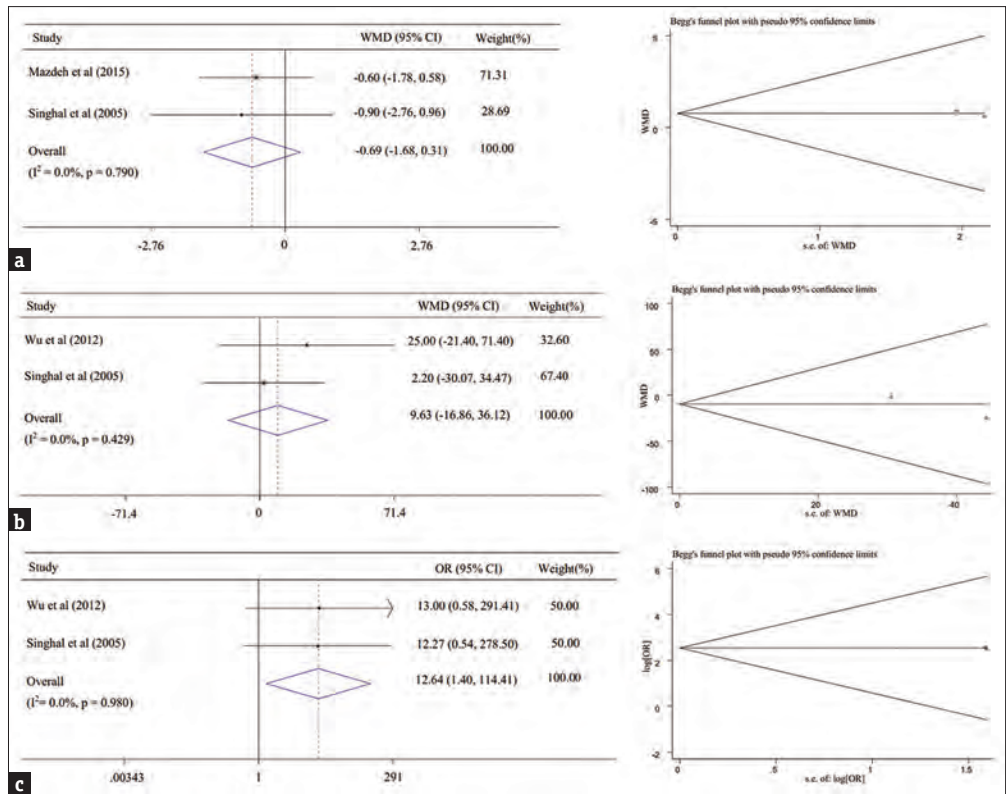 Study WMD (95% CI) Weight(%)
Mazdeh et al (2015) -0.60 (-1.78, 0.58) 71.31
Singhal et al (2005) -0.90 (-2.76, 0.96) 28.69
Overall -0.69 (-1.68, 0.31) 100.00
(I² = 0.0%, p = 0.790)
-2.76 0 2.76
a
Begg's funnel plot with pseudo 95% confidence limits
WMD
5
0
-5
0 1 2
s.e. of: WMD
Study WMD (95% CI) Weight(%)
Wu et al (2012) 25.00 (-21.40, 71.40) 32.60
Singhal et al (2005) 2.20 (-30.07, 34.47) 67.40
Overall 9.63 (-16.86, 36.12) 100.00
(I² = 0.0%, p = 0.429)
-71.4 0 71.4
b
Begg's funnel plot with pseudo 95% confidence limits
WMD
100
50
0
-50
-100
0 20 40
s.e. of: WMD
Study OR (95% CI) Weight(%)
Wu et al (2012) 13.00 (0.58, 291.41) 50.00
Singhal et al (2005) 12.27 (0.54, 278.50) 50.00
Overall 12.64 (1.40, 114.41) 100.00
(I²= 0.0%, p = 0.980)
.00343 1 291
c
Begg's funnel plot with pseudo 95% confidence limits
log[OR]
6
4
2
0
-2
0 .5 1 1.5
s.e. of: log[OR]